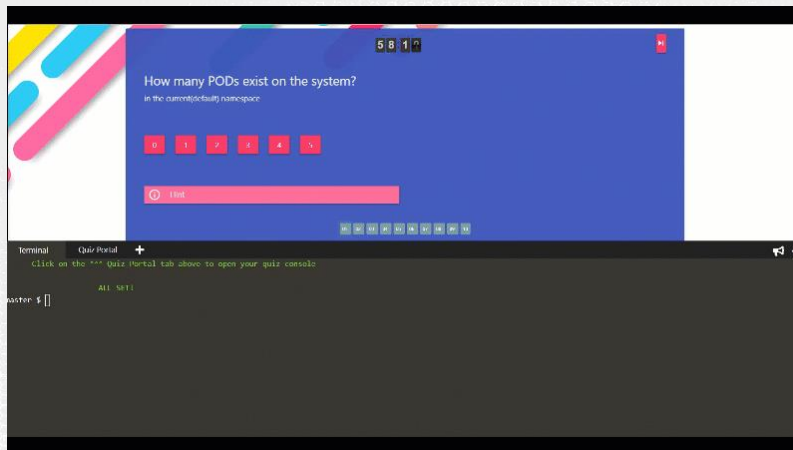 58 1
How many PODs exist on the system?
in the current(default) namespace
0 1 2 3 4 5
Hint
Terminal Quiz Portal +
Click on the "^" Quiz Portal tab above to open your quiz console
ALL SET!
master $